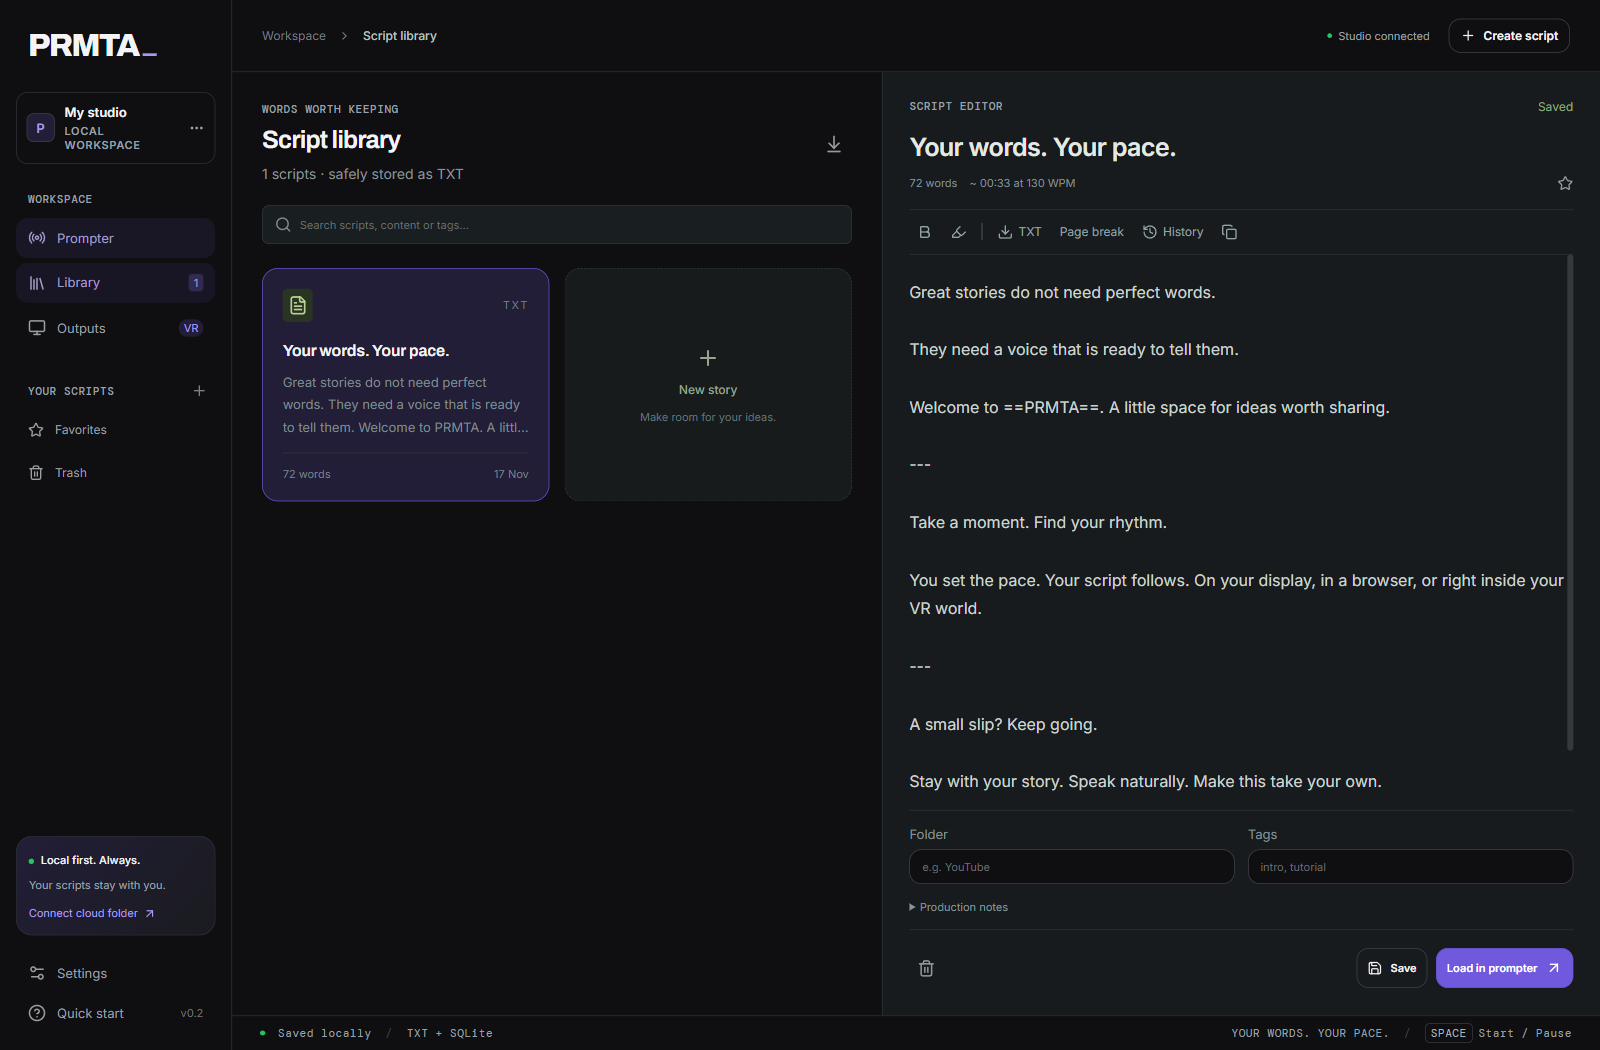 PRMTA_
P
My studio
LOCAL
WORKSPACE
WORKSPACE
Prompter
Library
1
Outputs
VR
YOUR SCRIPTS
Favorites
Trash
Local first. Always.
Your scripts stay with you.
Connect cloud folder
Settings
Quick start
v0.2
Workspace
Script library
Studio connected
Create script
WORDS WORTH KEEPING
Script library
1 scripts · safely stored as TXT
Search scripts, content or tags...
TXT
Your words. Your pace.
Great stories do not need perfect
words. They need a voice that is ready
to tell them. Welcome to PRMTA. A littl...
72 words
17 Nov
New story
Make room for your ideas.
SCRIPT EDITOR
Saved
Your words. Your pace.
72 words
~ 00:33 at 130 WPM
B
TXT
Page break
History
Great stories do not need perfect words.
They need a voice that is ready to tell them.
Welcome to ==PRMTA==. A little space for ideas worth sharing.
---
Take a moment. Find your rhythm.
You set the pace. Your script follows. On your display, in a browser, or right inside your
VR world.
---
A small slip? Keep going.
Stay with your story. Speak naturally. Make this take your own.
Folder
Tags
e.g. YouTube
intro, tutorial
Production notes
Save
Load in prompter
Saved locally / TXT + SQLite
YOUR WORDS. YOUR PACE. / SPACE Start / Pause